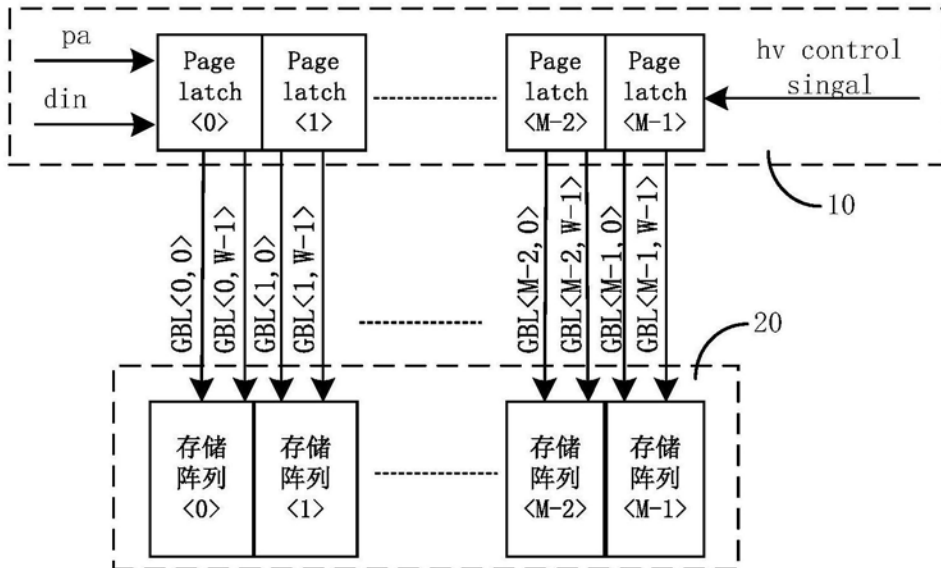 pa
din
Page
latch
<0>
Page
latch
<1>
Page
latch
<M-2>
Page
latch
<M-1>
hv control
singal
10
GBL<0,0>
GBL<0,W-1>
GBL<1,0>
GBL<1,W-1>
GBL<M-2,0>
GBL<M-2,W-1>
GBL<M-1,0>
GBL<M-1,W-1>
20
存储
阵列
<0>
存储
阵列
<1>
存储
阵列
<M-2>
存储
阵列
<M-1>